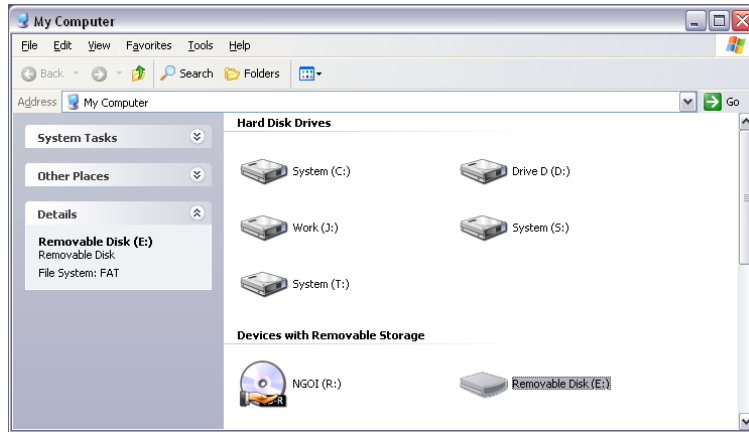 My Computer
File Edit View Favorites Tools Help
Back Search Folders
Address My Computer Go
System Tasks
Other Places
Details
Removable Disk (E:)
Removable Disk
File System: FAT
Hard Disk Drives
System (C:) Drive D (D:)
Work (J:) System (S:)
System (T:)
Devices with Removable Storage
NGOI (R:) Removable Disk (E:)